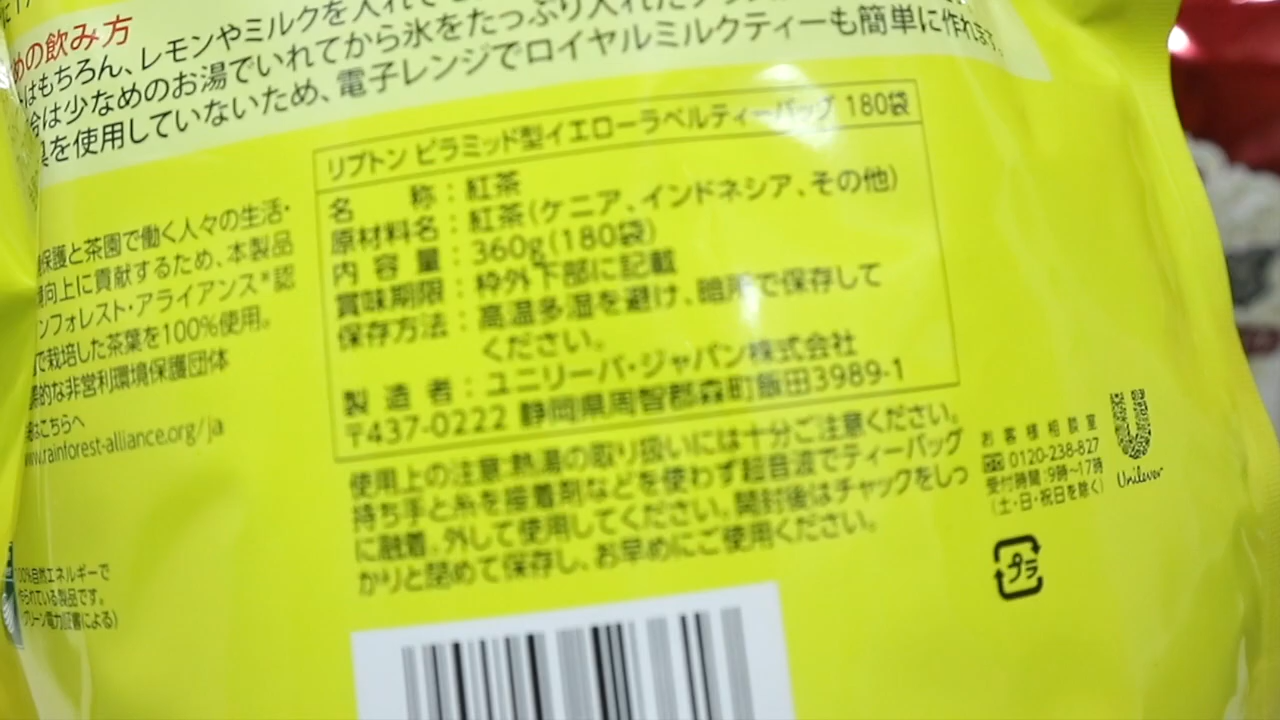 めの飲み方
はもちろん、レモンやミルクを入れて
は少なめのお湯でいれてから氷をたっぷり入れた
を使用していないため、電子レンジでロイヤルミルクティーも簡単に作れます。
リプトン ピラミッド型イエローラベルティーバッグ 180袋
名称：紅茶
原材料名：紅茶（ケニア、インドネシア、その他）
内容量：360g（180袋）
賞味期限：枠外下部に記載
保存方法：高温多湿を避け、暗所で保存して
ください。
製造者：ユニリーバ・ジャパン株式会社
〒437-0222 静岡県周智郡森町飯田3989-1
保護と茶園で働く人々の生活・
向上に貢献するため、本製品
ンフォレスト・アライアンス*認
で栽培した茶葉を100%使用。
的な非営利環境保護団体
はこちらへ
www.rainforest-alliance.org/ja
使用上の注意:熱湯の取り扱いには十分ご注意ください。
持ち手と糸を接着剤などを使わず超音波でティーバッグ
に融着。外して使用してください。開封後はチャックをしっ
かりと閉めて保存し、お早めにご使用ください。
お客様相談室
0120-238-827
受付時間:9時~17時
（土・日・祝日を除く）
Unilever
プラ
100%自然エネルギーで
作られている製品です。
(グリーン電力証書による)